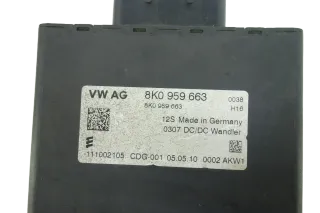 VW AG 8K0 959 663 0038
8K0 959 663 H16
12S Made in Germany
0307 DC/DC Wandler
111002105 CDG-001 05.05.10 0002 AKW1